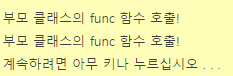 부모 클래스의 func 함수 호출!
부모 클래스의 func 함수 호출!
계속하려면 아무 키나 누르십시오 . . .